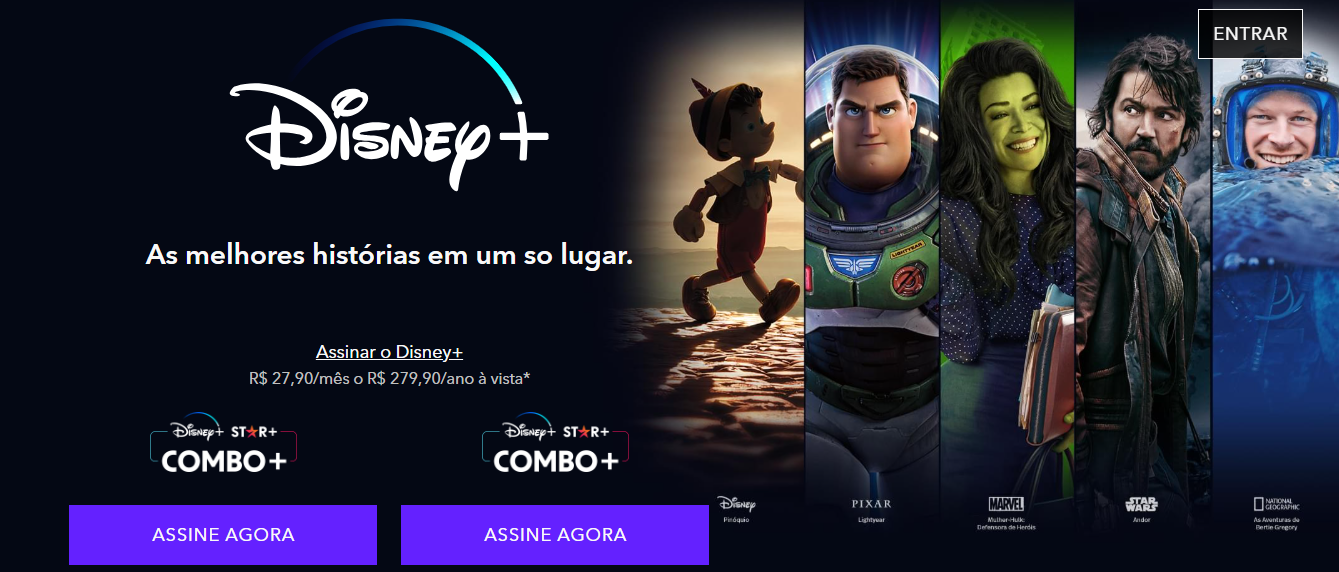 ENTRAR
Disney+
As melhores histórias em um so lugar.
Assinar o Disney+
R$ 27,90/mês o R$ 279,90/ano à vista*
Disney+ STAR+
COMBO+
Disney+ STAR+
COMBO+
ASSINE AGORA
ASSINE AGORA
LIGHTYEAR
Disney
Pinóquio
PIXAR
Lightyear
MARVEL
Mulher-Hulk:
Defensora de Heróis
STAR
WARS
Andor
NATIONAL
GEOGRAPHIC
As Aventuras de
Bertie Gregory